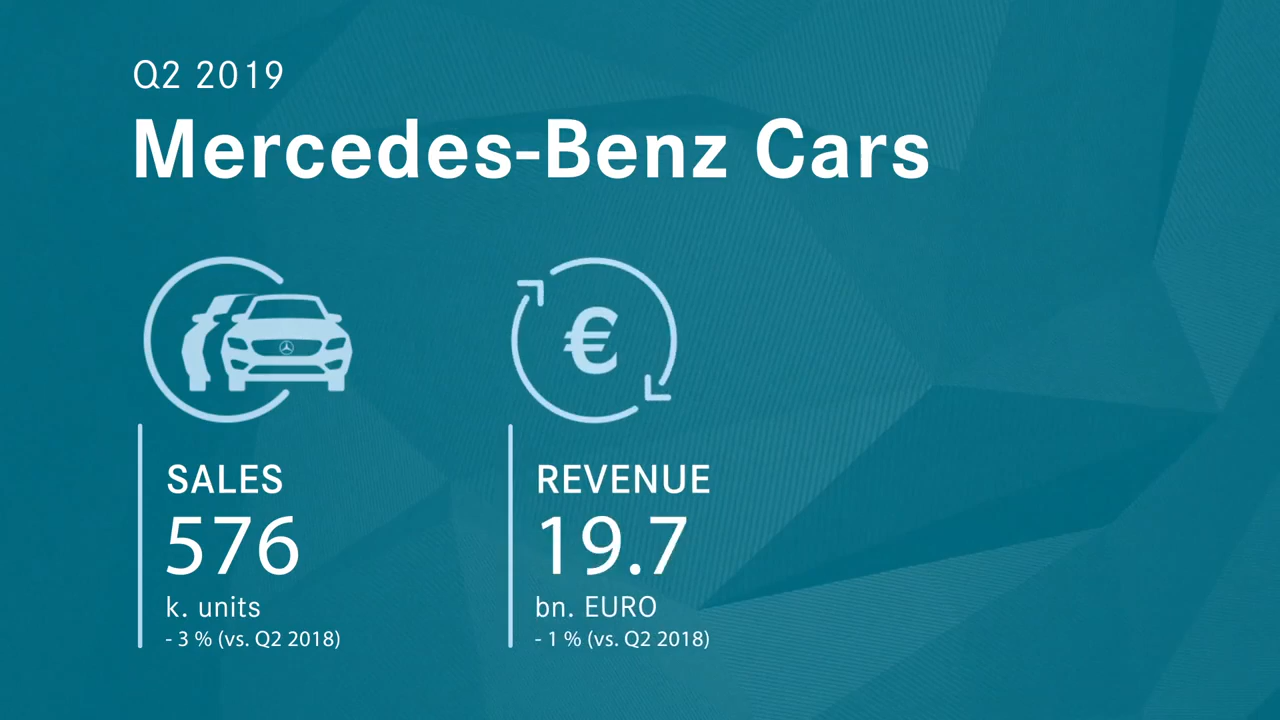 Q2 2019
Mercedes-Benz Cars
SALES
576
k. units
- 3 % (vs. Q2 2018)
REVENUE
19.7
bn. EURO
- 1 % (vs. Q2 2018)